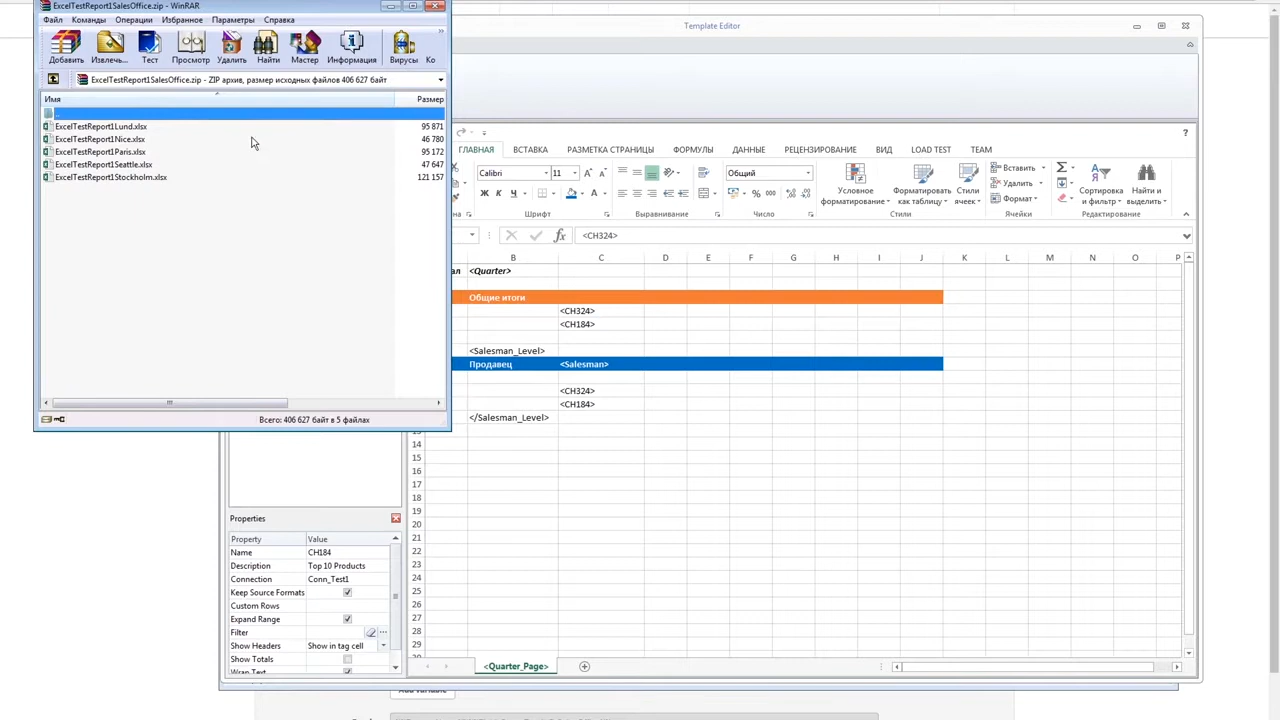 ExcelTestReport1SalesOffice.zip - WinRAR
Файл Команды Операции Избранное Параметры Справка
Добавить Извлечь... Тест Просмотр Удалить Найти Мастер Информация Вирусы Ко
ExcelTestReport1SalesOffice.zip - ZIP архив, размер исходных файлов 406 627 байт
Имя Размер
..
ExcelTestReport1Lund.xlsx 95 871
ExcelTestReport1Nice.xlsx 46 780
ExcelTestReport1Paris.xlsx 95 172
ExcelTestReport1Seattle.xlsx 47 647
ExcelTestReport1Stockholm.xlsx 121 157
Всего: 406 627 байт в 5 файлах
Template Editor
ГЛАВНАЯ ВСТАВКА РАЗМЕТКА СТРАНИЦЫ ФОРМУЛЫ ДАННЫЕ РЕЦЕНЗИРОВАНИЕ ВИД LOAD TEST TEAM
Calibri 11 Общий
Условное форматирование Форматировать как таблицу Стили ячеек
Вставить
Удалить
Формат
Сортировка и фильтр Найти и выделить
Шрифт Выравнивание Число Стили Ячейки Редактирование
<CH324>
B C D E F G H I J K L M N O P
ал <Quarter>
Общие итоги
<CH324>
<CH184>
<Salesman_Level>
Продавец <Salesman>
<CH324>
<CH184>
</Salesman_Level>
14
15
16
17
18
19
20
21
22
23
24
25
26
27
28
29
<Quarter_Page>
Properties
Property Value
Name CH184
Description Top 10 Products
Connection Conn_Test1
Keep Source Formats
Custom Rows
Expand Range
Filter
Show Headers Show in tag cell
Show Totals
Wrap Text
Add variable